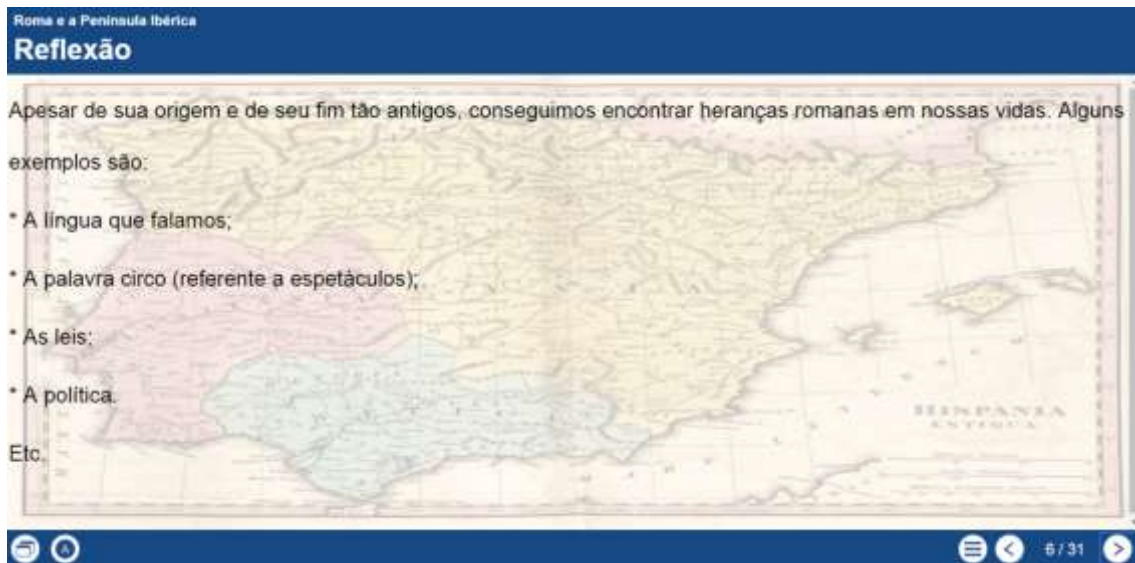 Roma e a Península Ibérica
Reflexão
Apesar de sua origem e de seu fim tão antigos, conseguimos encontrar heranças romanas em nossas vidas. Alguns
exemplos são:
* A língua que falamos;
* A palavra circo (referente a espetáculos);
* As leis;
* A política.
Etc.
HISPANIA
ANTIQUA
6 / 31